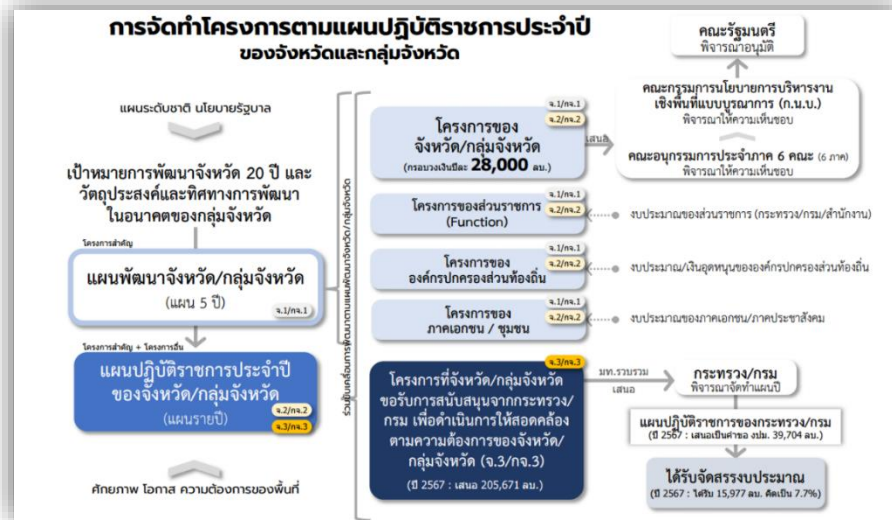 การจัดทำโครงการตามแผนปฏิบัติราชการประจำปี
ของจังหวัดและกลุ่มจังหวัด
แผนระดับชาติ นโยบายรัฐบาล
เป้าหมายการพัฒนาจังหวัด 20 ปี และ
วัตถุประสงค์และทิศทางการพัฒนา
ในอนาคตของกลุ่มจังหวัด
โครงการสำคัญ
แผนพัฒนาจังหวัด/กลุ่มจังหวัด
(แผน 5 ปี)
จ.1/กจ.1
โครงการสำคัญ + โครงการอื่น
แผนปฏิบัติราชการประจำปี
ของจังหวัด/กลุ่มจังหวัด
(แผนรายปี)
จ.2/กจ.2
จ.3/กจ.3
ศักยภาพ โอกาส ความต้องการของพื้นที่
ร่วมขับเคลื่อนการพัฒนาตามแผนพัฒนาจังหวัด/กลุ่มจังหวัด
จ.1/กจ.1
จ.2/กจ.2
โครงการของ
จังหวัด/กลุ่มจังหวัด
(กรอบวงเงินปีละ 28,000 ลบ.)
เสนอ
คณะรัฐมนตรี
พิจารณาอนุมัติ
คณะกรรมการนโยบายการบริหารงาน
เชิงพื้นที่แบบบูรณาการ (ก.น.บ.)
พิจารณาให้ความเห็นชอบ
คณะอนุกรรมการประจำภาค 6 คณะ (6 ภาค)
พิจารณาให้ความเห็นชอบ
จ.1/กจ.1
จ.2/กจ.2
โครงการของส่วนราชการ
(Function)
งบประมาณของส่วนราชการ (กระทรวง/กรม/สำนักงาน)
จ.1/กจ.1
จ.2/กจ.2
โครงการของ
องค์กรปกครองส่วนท้องถิ่น
งบประมาณ/เงินอุดหนุนขององค์กรปกครองส่วนท้องถิ่น
จ.1/กจ.1
จ.2/กจ.2
โครงการของ
ภาคเอกชน / ชุมชน
งบประมาณของภาคเอกชน/ภาคประชาสังคม
จ.3/กจ.3
โครงการที่จังหวัด/กลุ่มจังหวัด
ขอรับการสนับสนุนจากกระทรวง/
กรม เพื่อดำเนินการให้สอดคล้อง
ตามความต้องการของจังหวัด/
กลุ่มจังหวัด (จ.3/กจ.3)
(ปี 2567 : เสนอ 205,671 ลบ.)
มท.รวบรวม
เสนอ
กระทรวง/กรม
พิจารณาจัดทำแผนปี
แผนปฏิบัติราชการของกระทรวง/กรม
(ปี 2567 : เสนอเป็นคำขอ งปม. 39,704 ลบ.)
ได้รับจัดสรรงบประมาณ
(ปี 2567 : ได้รับ 15,977 ลบ. คิดเป็น 7.7%)